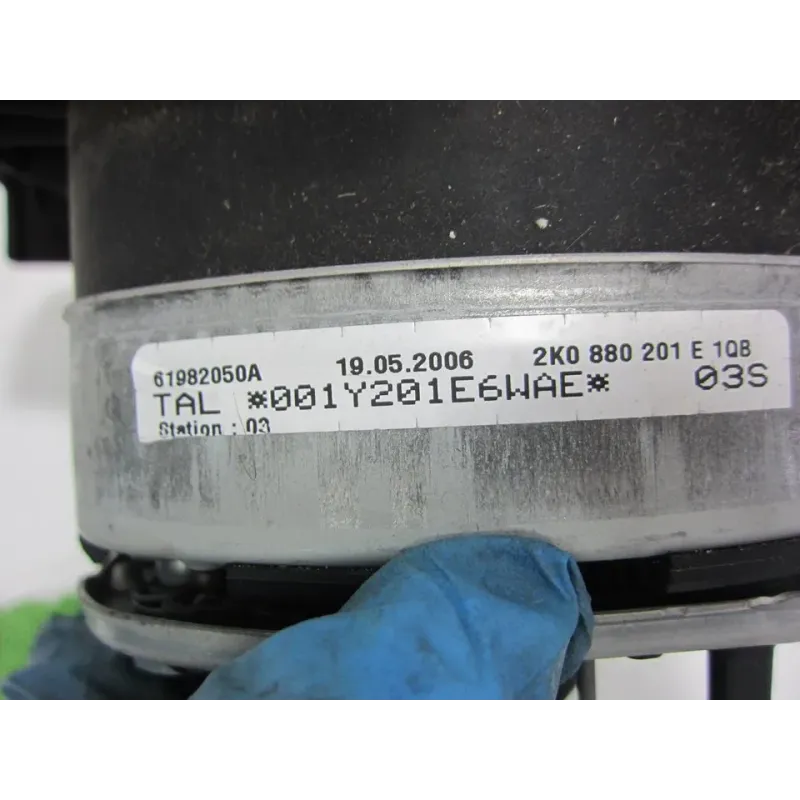 61982050A 19.05.2006 2K0 880 201 E 1QB
TAL *001Y201E6WAE* 03S
Station : 03